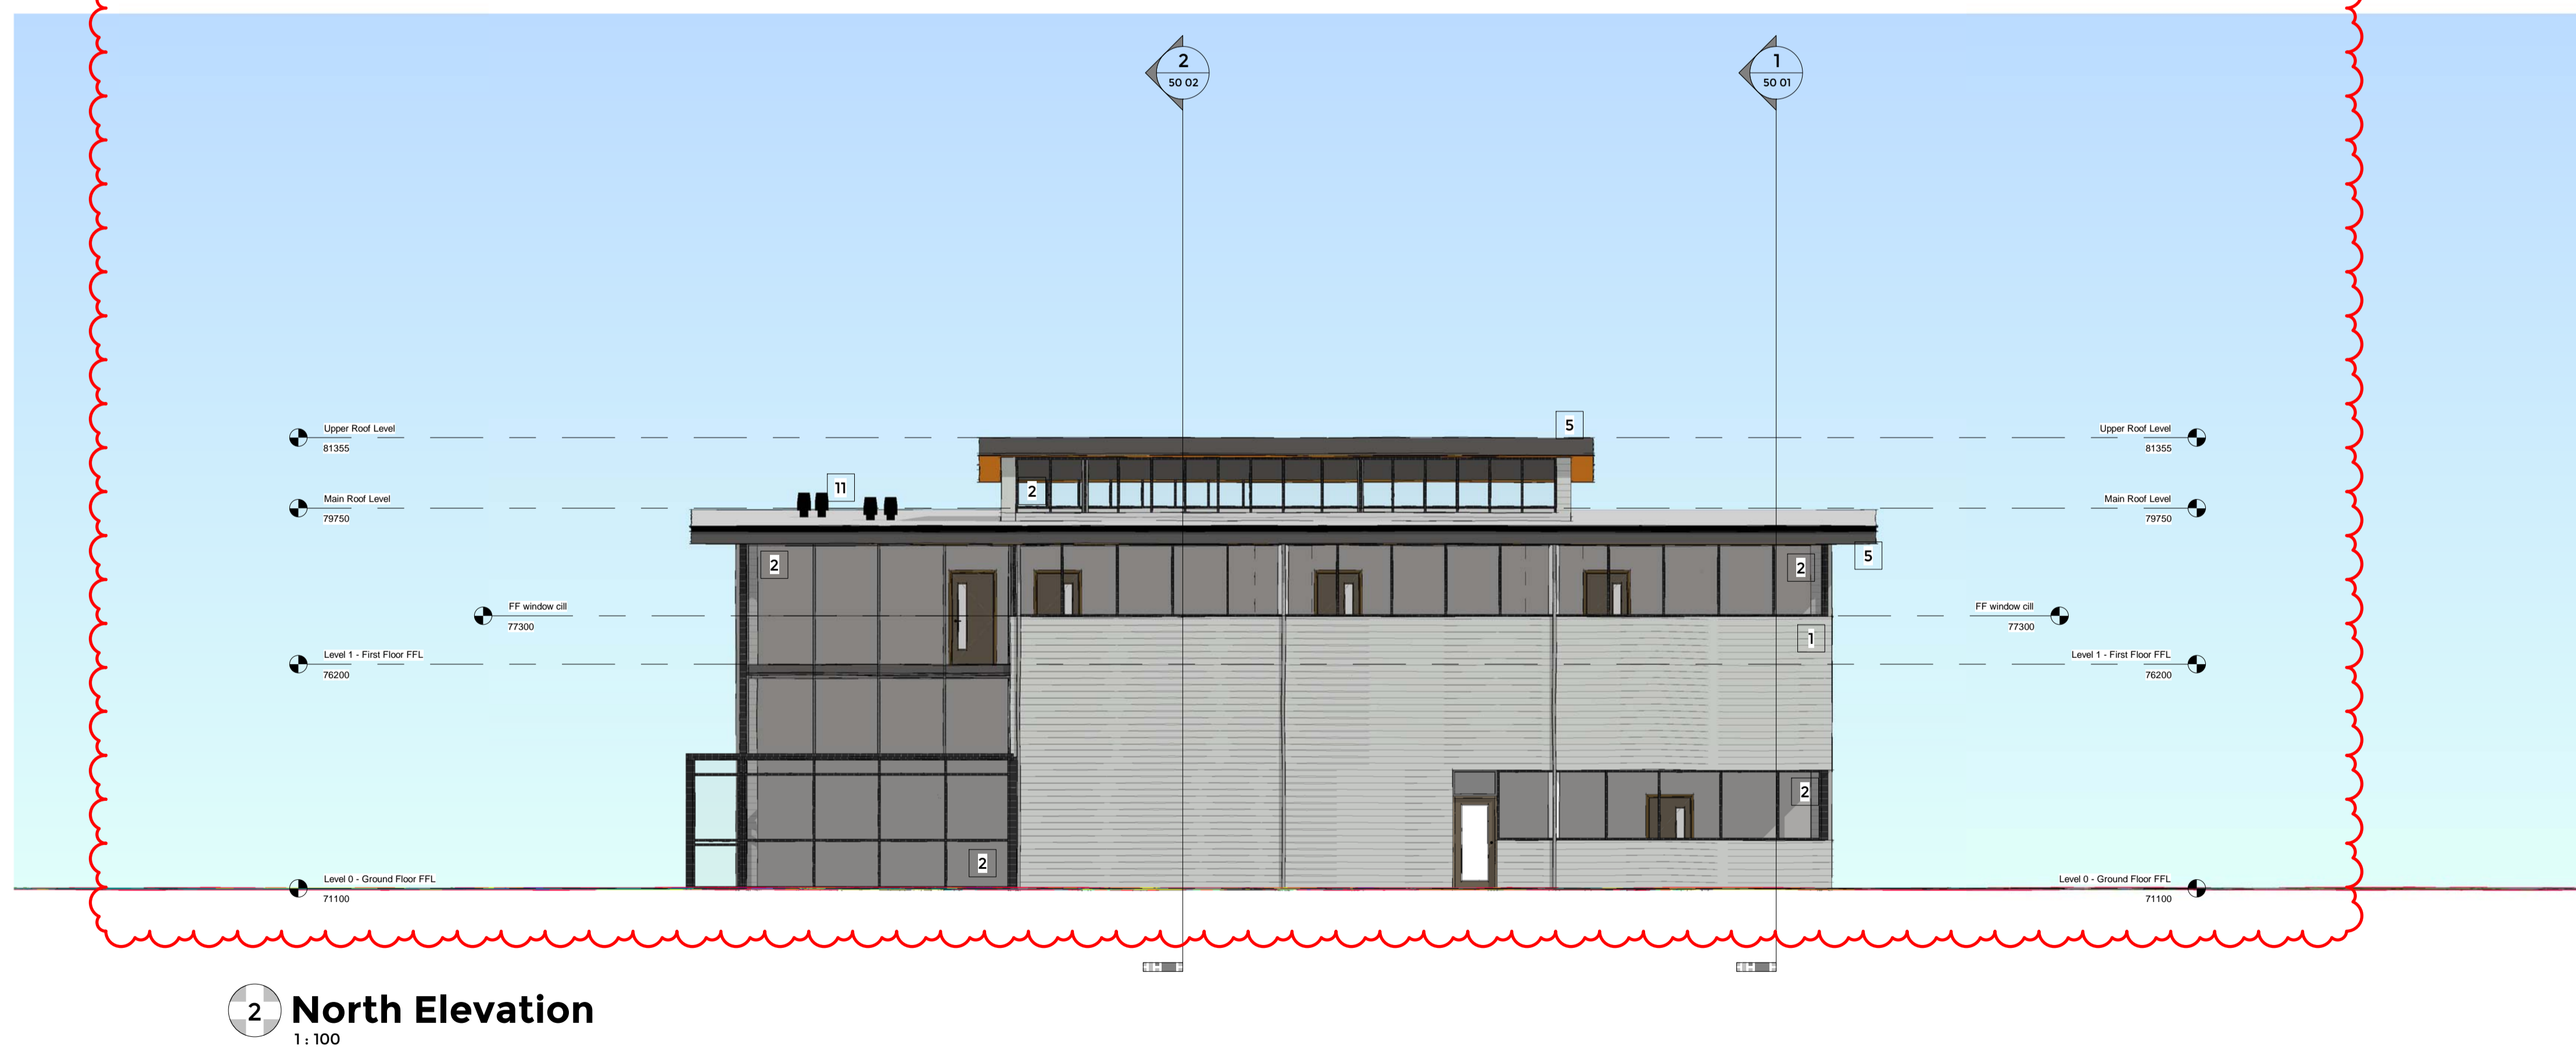 2
50 02
1
50 01
5
Upper Roof Level
81355
Upper Roof Level
81355
11
2
Main Roof Level
79750
Main Roof Level
79750
2
2
5
FF window cill
77300
FF window cill
77300
1
Level 1 - First Floor FFL
76200
Level 1 - First Floor FFL
76200
2
2
Level 0 - Ground Floor FFL
71100
Level 0 - Ground Floor FFL
71100
2 North Elevation
1 : 100